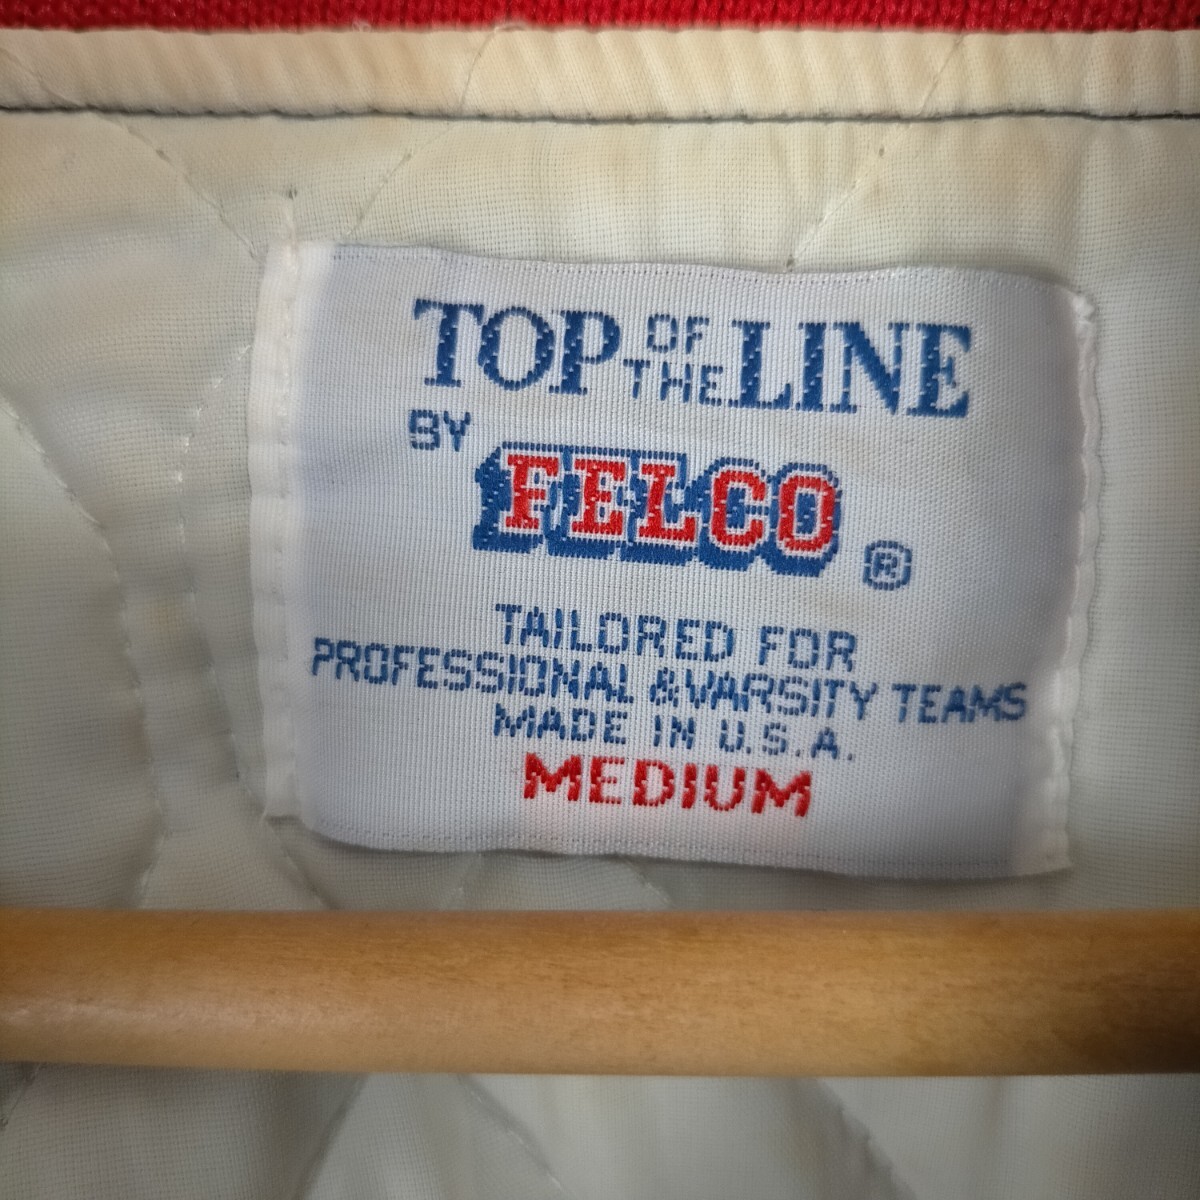 TOP OF THE LINE
BY
FELCO ®
TAILORED FOR
PROFESSIONAL & VARSITY TEAMS
MADE IN U.S.A.
MEDIUM